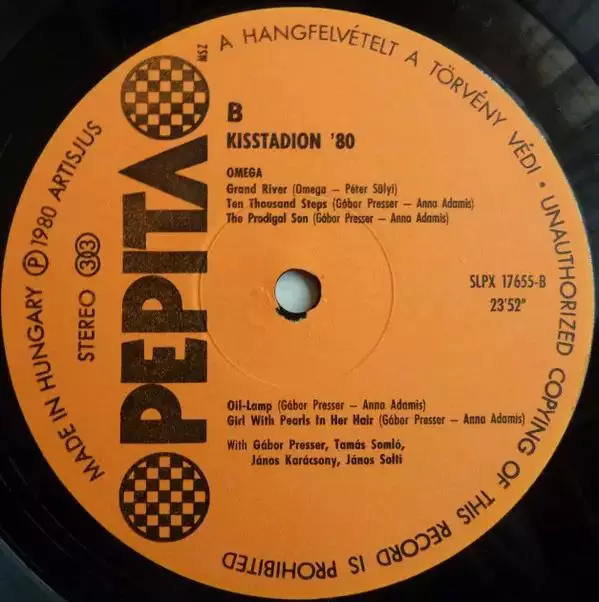 A HANGFELVÉTELT A TÖRVÉNY VÉDI • UNAUTHORIZED COPYING OF THIS RECORD IS PROHIBITED
MADE IN HUNGARY Ⓟ 1980 ARTISJUS
STEREO 33
PEPITA
MSZ
B
KISSTADION '80
OMEGA
Grand River (Omega – Péter Sülyi)
Ten Thousand Steps (Gábor Presser – Anna Adamis)
The Prodigal Son (Gábor Presser – Anna Adamis)
SLPX 17655-B
23'52"
Oil-Lamp (Gábor Presser – Anna Adamis)
Girl With Pearls In Her Hair (Gábor Presser – Anna Adamis)
With Gábor Presser, Tamás Somló,
János Karácsony, János Solti